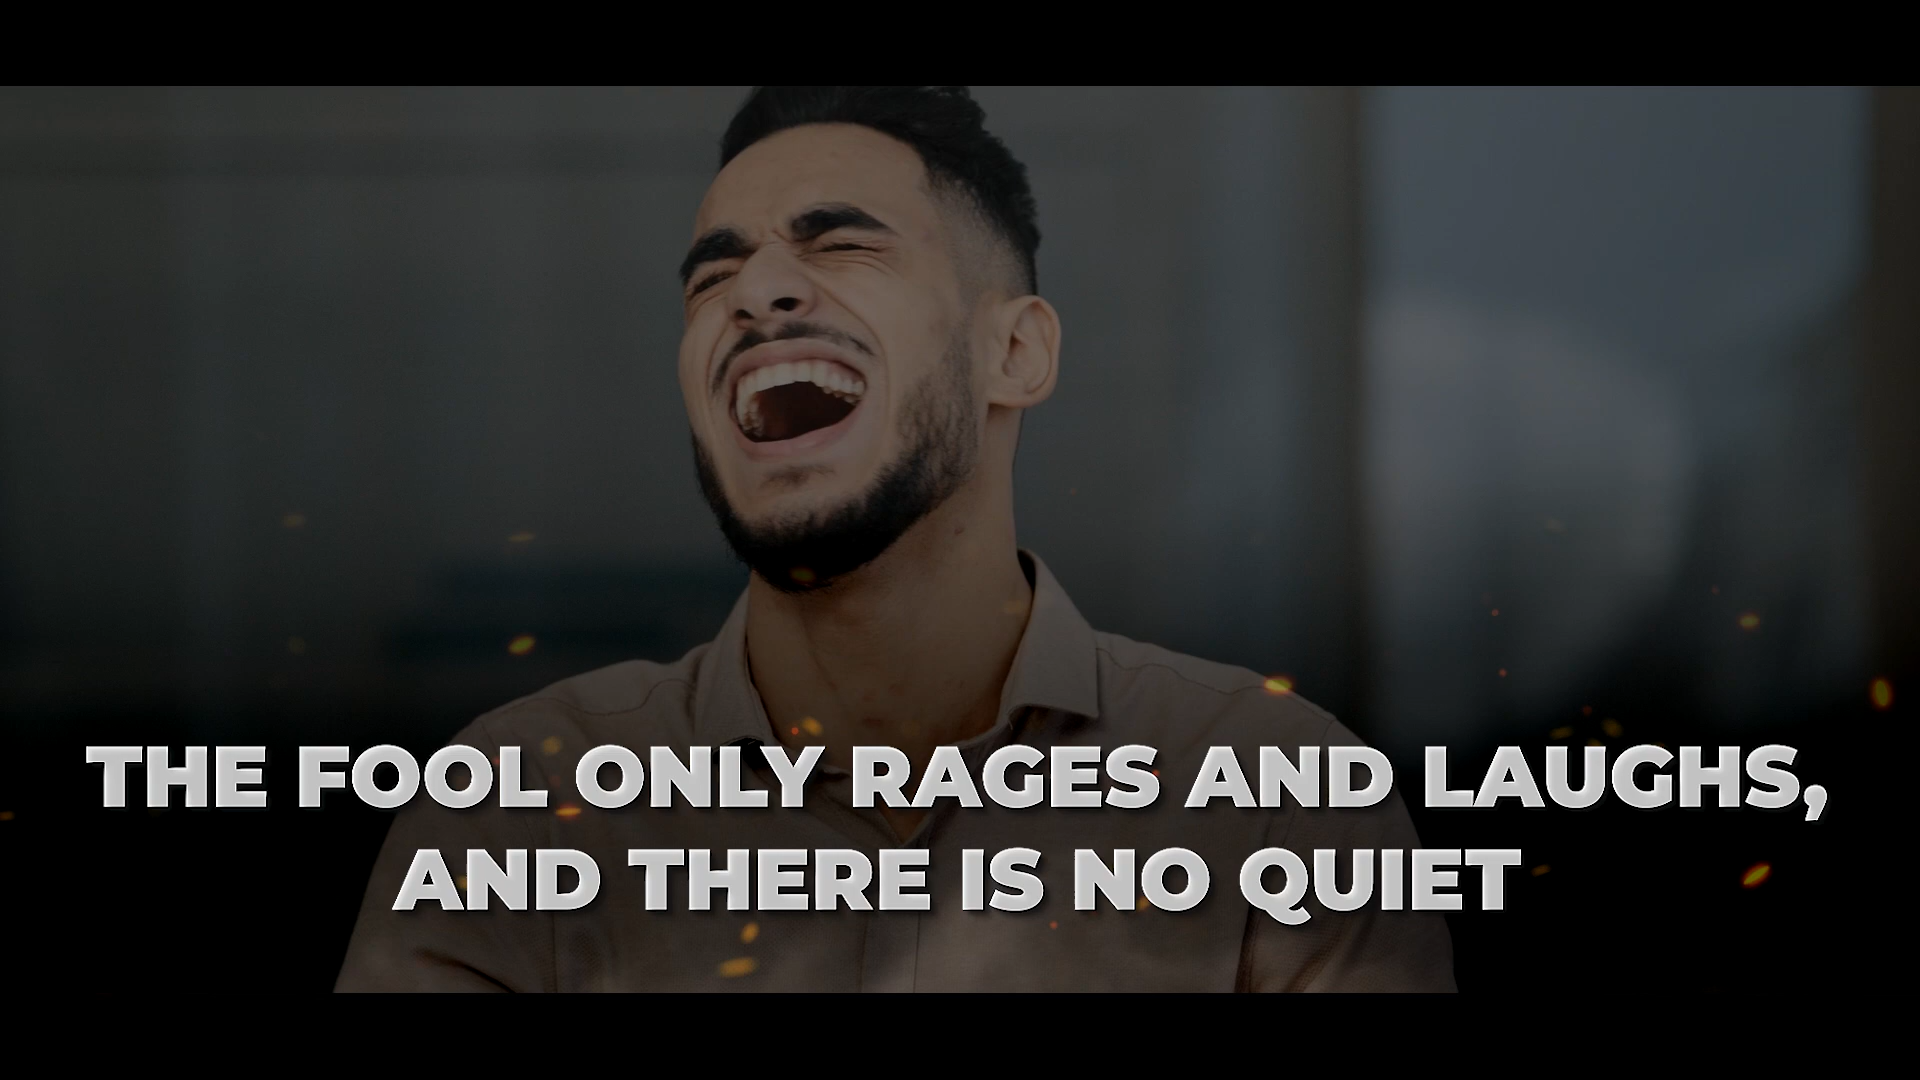 THE FOOL ONLY RAGES AND LAUGHS,
AND THERE IS NO QUIET